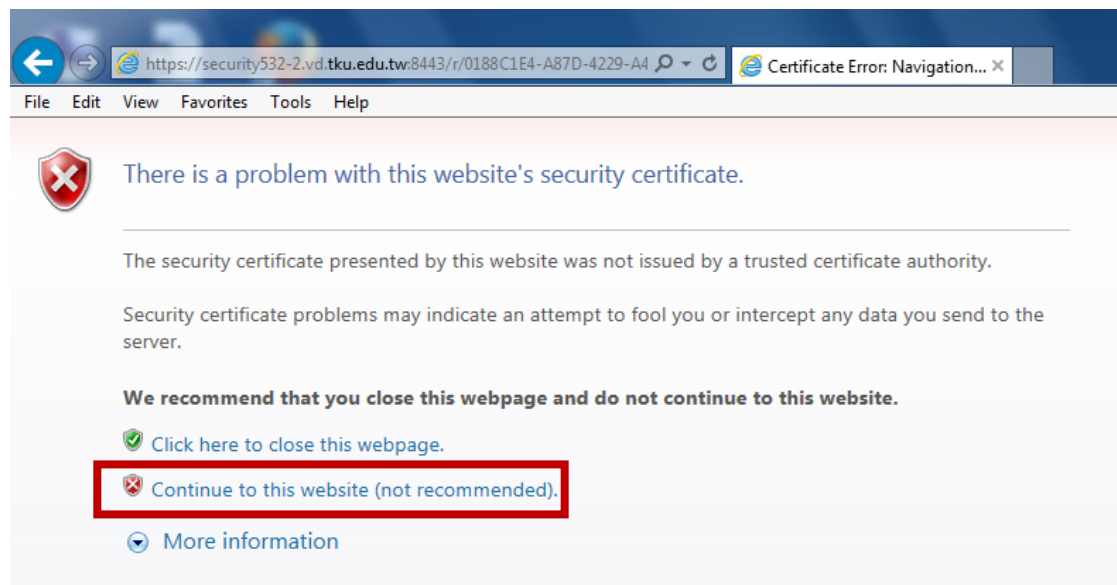 https://security532-2.vd.tku.edu.tw:8443/r/0188C1E4-A87D-4229-A4
Certificate Error: Navigation...
File Edit View Favorites Tools Help
There is a problem with this website's security certificate.
The security certificate presented by this website was not issued by a trusted certificate authority.
Security certificate problems may indicate an attempt to fool you or intercept any data you send to the
server.
We recommend that you close this webpage and do not continue to this website.
Click here to close this webpage.
Continue to this website (not recommended).
More information